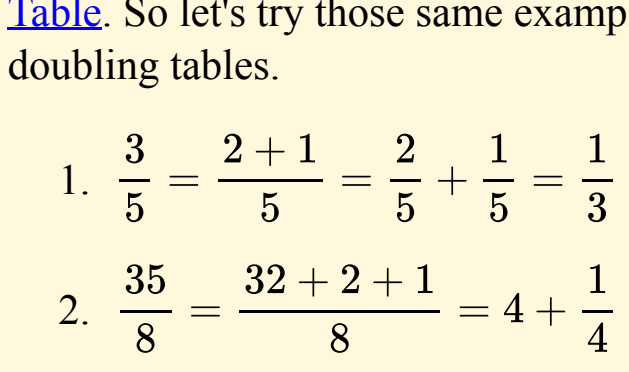 Table. So let's try those same examp
doubling tables.
1. 3/5 = (2 + 1)/5 = 2/5 + 1/5 = 1/3
2. 35/8 = (32 + 2 + 1)/8 = 4 + 1/4